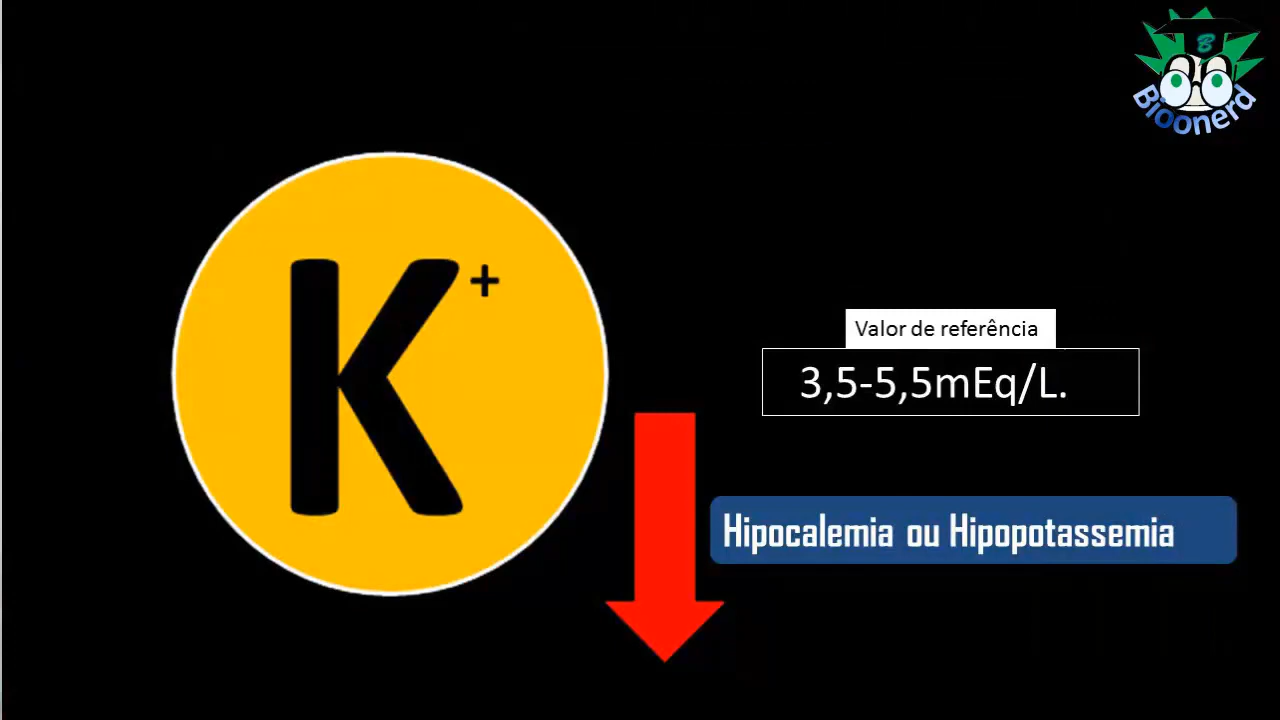 B
Bioonerd
K+
Valor de referência
3,5-5,5mEq/L.
Hipocalemia ou Hipopotassemia